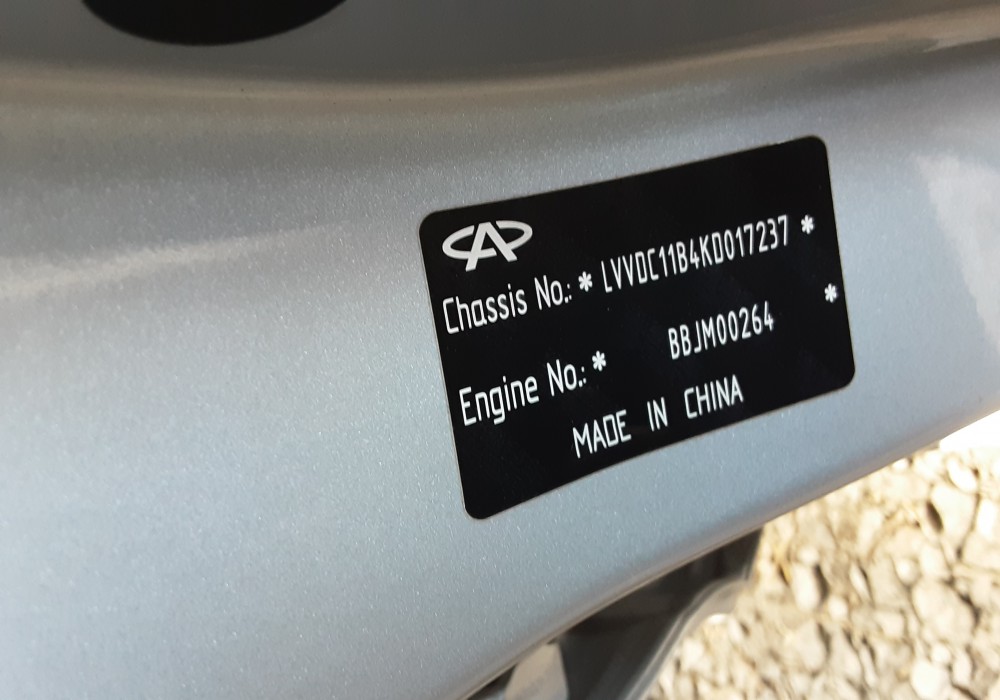 Chassis No.: * LVVDC11B4KD017237 *
Engine No.: * BBJM00264 *
MADE IN CHINA